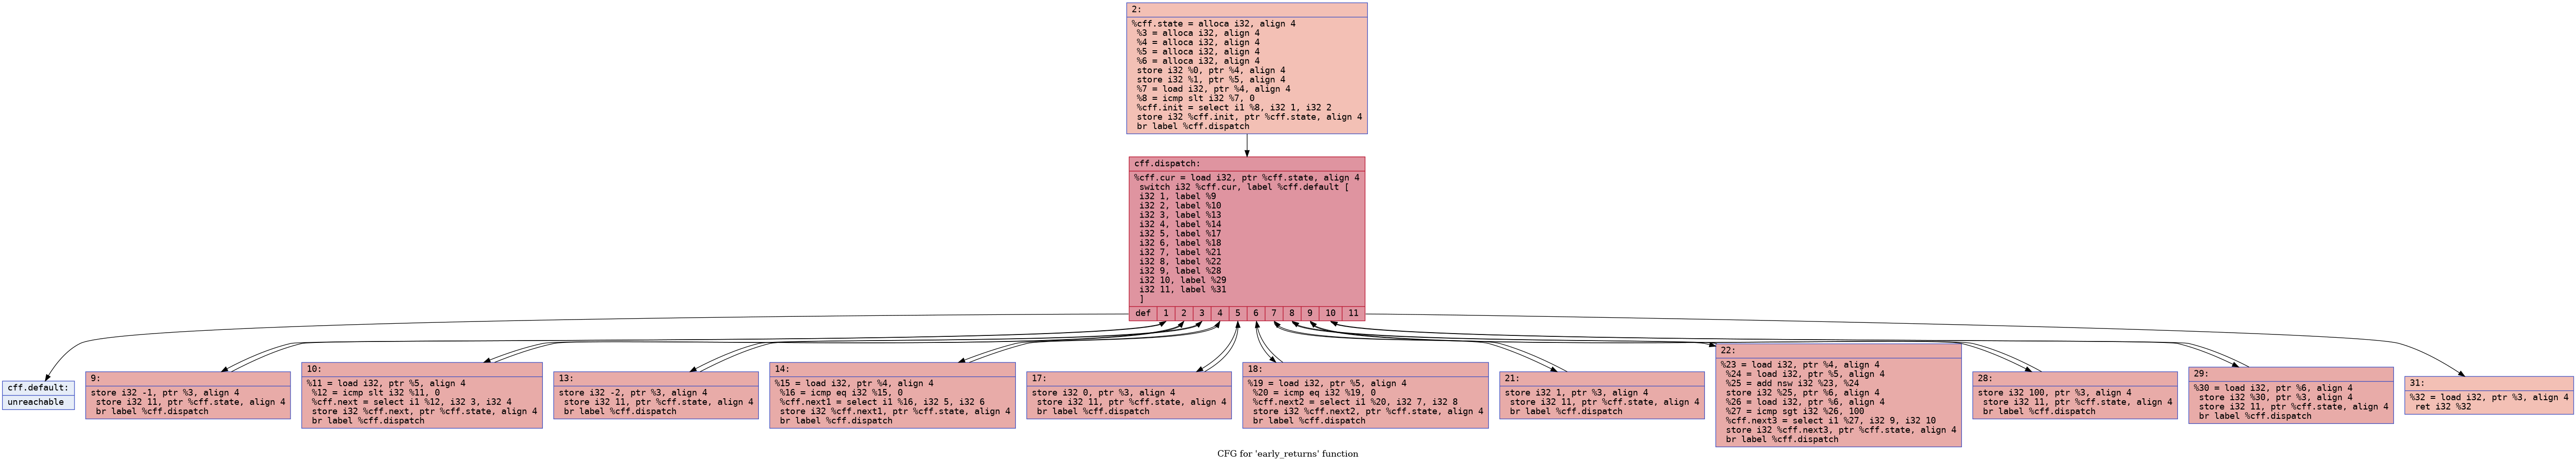 2:
%cff.state = alloca i32, align 4
%3 = alloca i32, align 4
%4 = alloca i32, align 4
%5 = alloca i32, align 4
%6 = alloca i32, align 4
store i32 %0, ptr %4, align 4
store i32 %1, ptr %5, align 4
%7 = load i32, ptr %4, align 4
%8 = icmp slt i32 %7, 0
%cff.init = select i1 %8, i32 1, i32 2
store i32 %cff.init, ptr %cff.state, align 4
br label %cff.dispatch
cff.dispatch:
%cff.cur = load i32, ptr %cff.state, align 4
switch i32 %cff.cur, label %cff.default [
i32 1, label %9
i32 2, label %10
i32 3, label %13
i32 4, label %14
i32 5, label %17
i32 6, label %18
i32 7, label %21
i32 8, label %22
i32 9, label %28
i32 10, label %29
i32 11, label %31
]
def 1 2 3 4 5 6 7 8 9 10 11
cff.default:
unreachable
9:
store i32 -1, ptr %3, align 4
store i32 11, ptr %cff.state, align 4
br label %cff.dispatch
10:
%11 = load i32, ptr %5, align 4
%12 = icmp slt i32 %11, 0
%cff.next = select i1 %12, i32 3, i32 4
store i32 %cff.next, ptr %cff.state, align 4
br label %cff.dispatch
13:
store i32 -2, ptr %3, align 4
store i32 11, ptr %cff.state, align 4
br label %cff.dispatch
14:
%15 = load i32, ptr %4, align 4
%16 = icmp eq i32 %15, 0
%cff.next1 = select i1 %16, i32 5, i32 6
store i32 %cff.next1, ptr %cff.state, align 4
br label %cff.dispatch
17:
store i32 0, ptr %3, align 4
store i32 11, ptr %cff.state, align 4
br label %cff.dispatch
18:
%19 = load i32, ptr %5, align 4
%20 = icmp eq i32 %19, 0
%cff.next2 = select i1 %20, i32 7, i32 8
store i32 %cff.next2, ptr %cff.state, align 4
br label %cff.dispatch
21:
store i32 1, ptr %3, align 4
store i32 11, ptr %cff.state, align 4
br label %cff.dispatch
22:
%23 = load i32, ptr %4, align 4
%24 = load i32, ptr %5, align 4
%25 = add nsw i32 %23, %24
store i32 %25, ptr %6, align 4
%26 = load i32, ptr %6, align 4
%27 = icmp sgt i32 %26, 100
%cff.next3 = select i1 %27, i32 9, i32 10
store i32 %cff.next3, ptr %cff.state, align 4
br label %cff.dispatch
28:
store i32 100, ptr %3, align 4
store i32 11, ptr %cff.state, align 4
br label %cff.dispatch
29:
%30 = load i32, ptr %6, align 4
store i32 %30, ptr %3, align 4
store i32 11, ptr %cff.state, align 4
br label %cff.dispatch
31:
%32 = load i32, ptr %3, align 4
ret i32 %32
CFG for 'early_returns' function